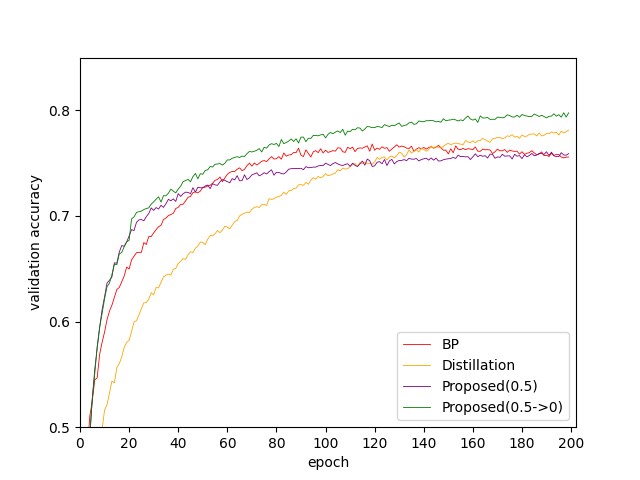 0.8
0.7
0.6
0.5
validation accuracy
0 20 40 60 80 100 120 140 160 180 200
epoch
BP
Distillation
Proposed(0.5)
Proposed(0.5->0)